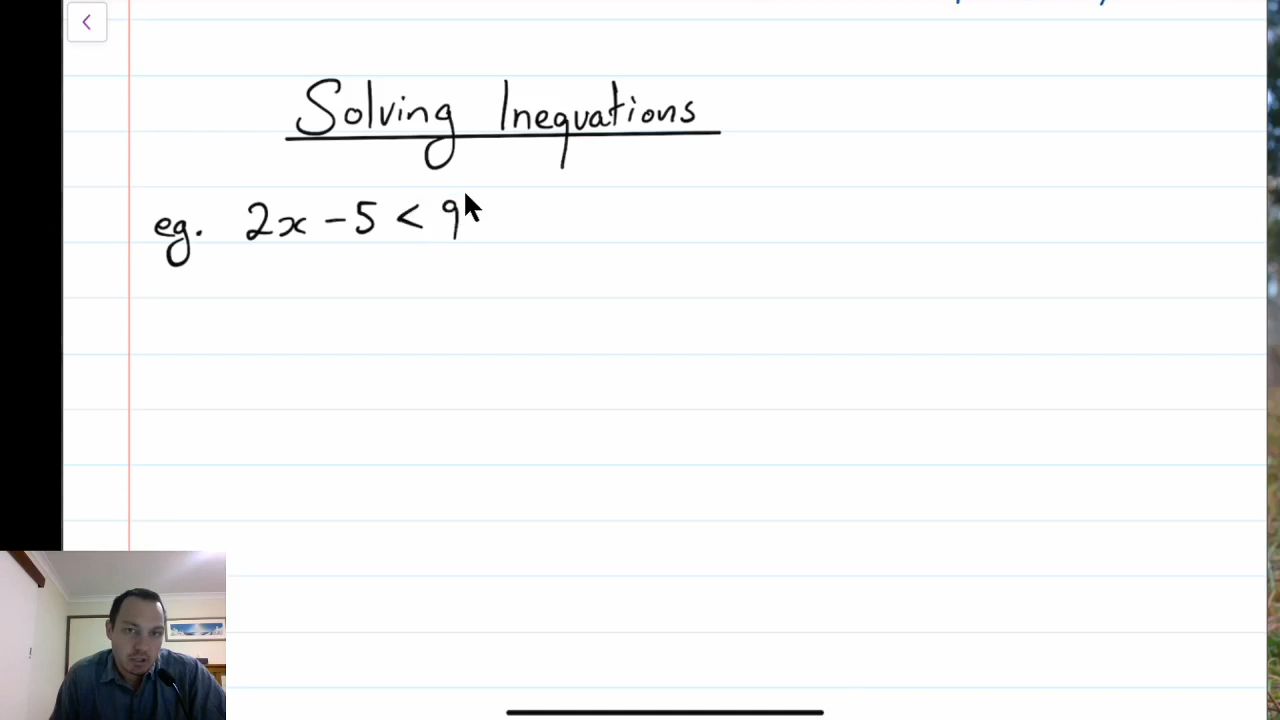 Solving Inequations
eg. 2x - 5 < 9